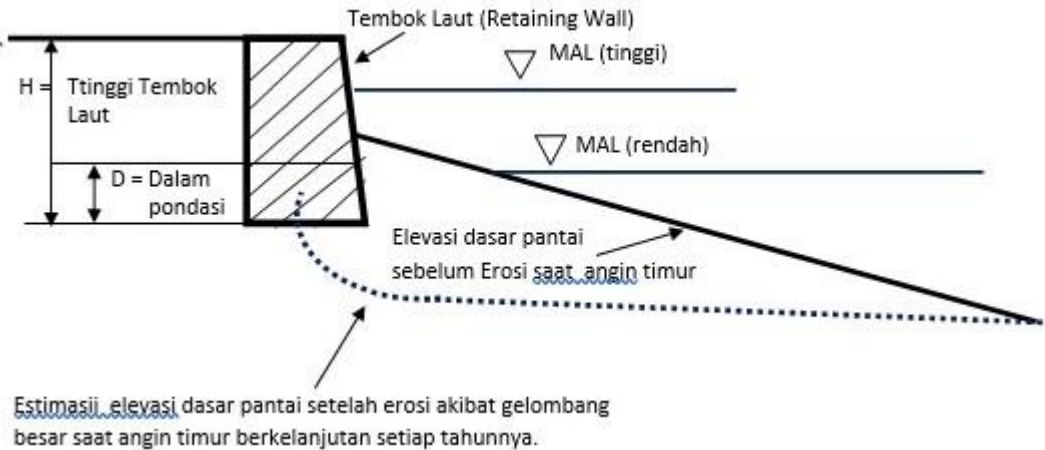 Tembok Laut (Retaining Wall)
MAL (tinggi)
H = Ttinggi Tembok
Laut
MAL (rendah)
D = Dalam
pondasi
Elevasi dasar pantai
sebelum Erosi saat angin timur
Estimasii elevasi dasar pantai setelah erosi akibat gelombang
besar saat angin timur berkelanjutan setiap tahunnya.